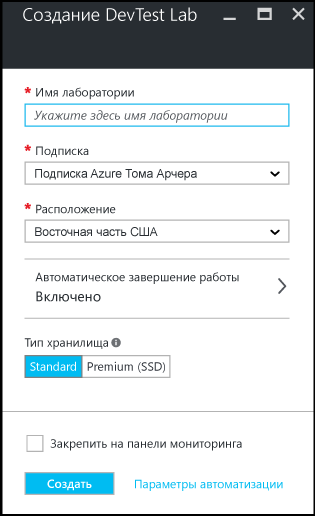 Создание DevTest Lab
* Имя лаборатории
Укажите здесь имя лаборатории
* Подписка
Подписка Azure Тома Арчера
* Расположение
Восточная часть США
Автоматическое завершение работы
Включено
Тип хранилища
Standard Premium (SSD)
Закрепить на панели мониторинга
Создать Параметры автоматизации